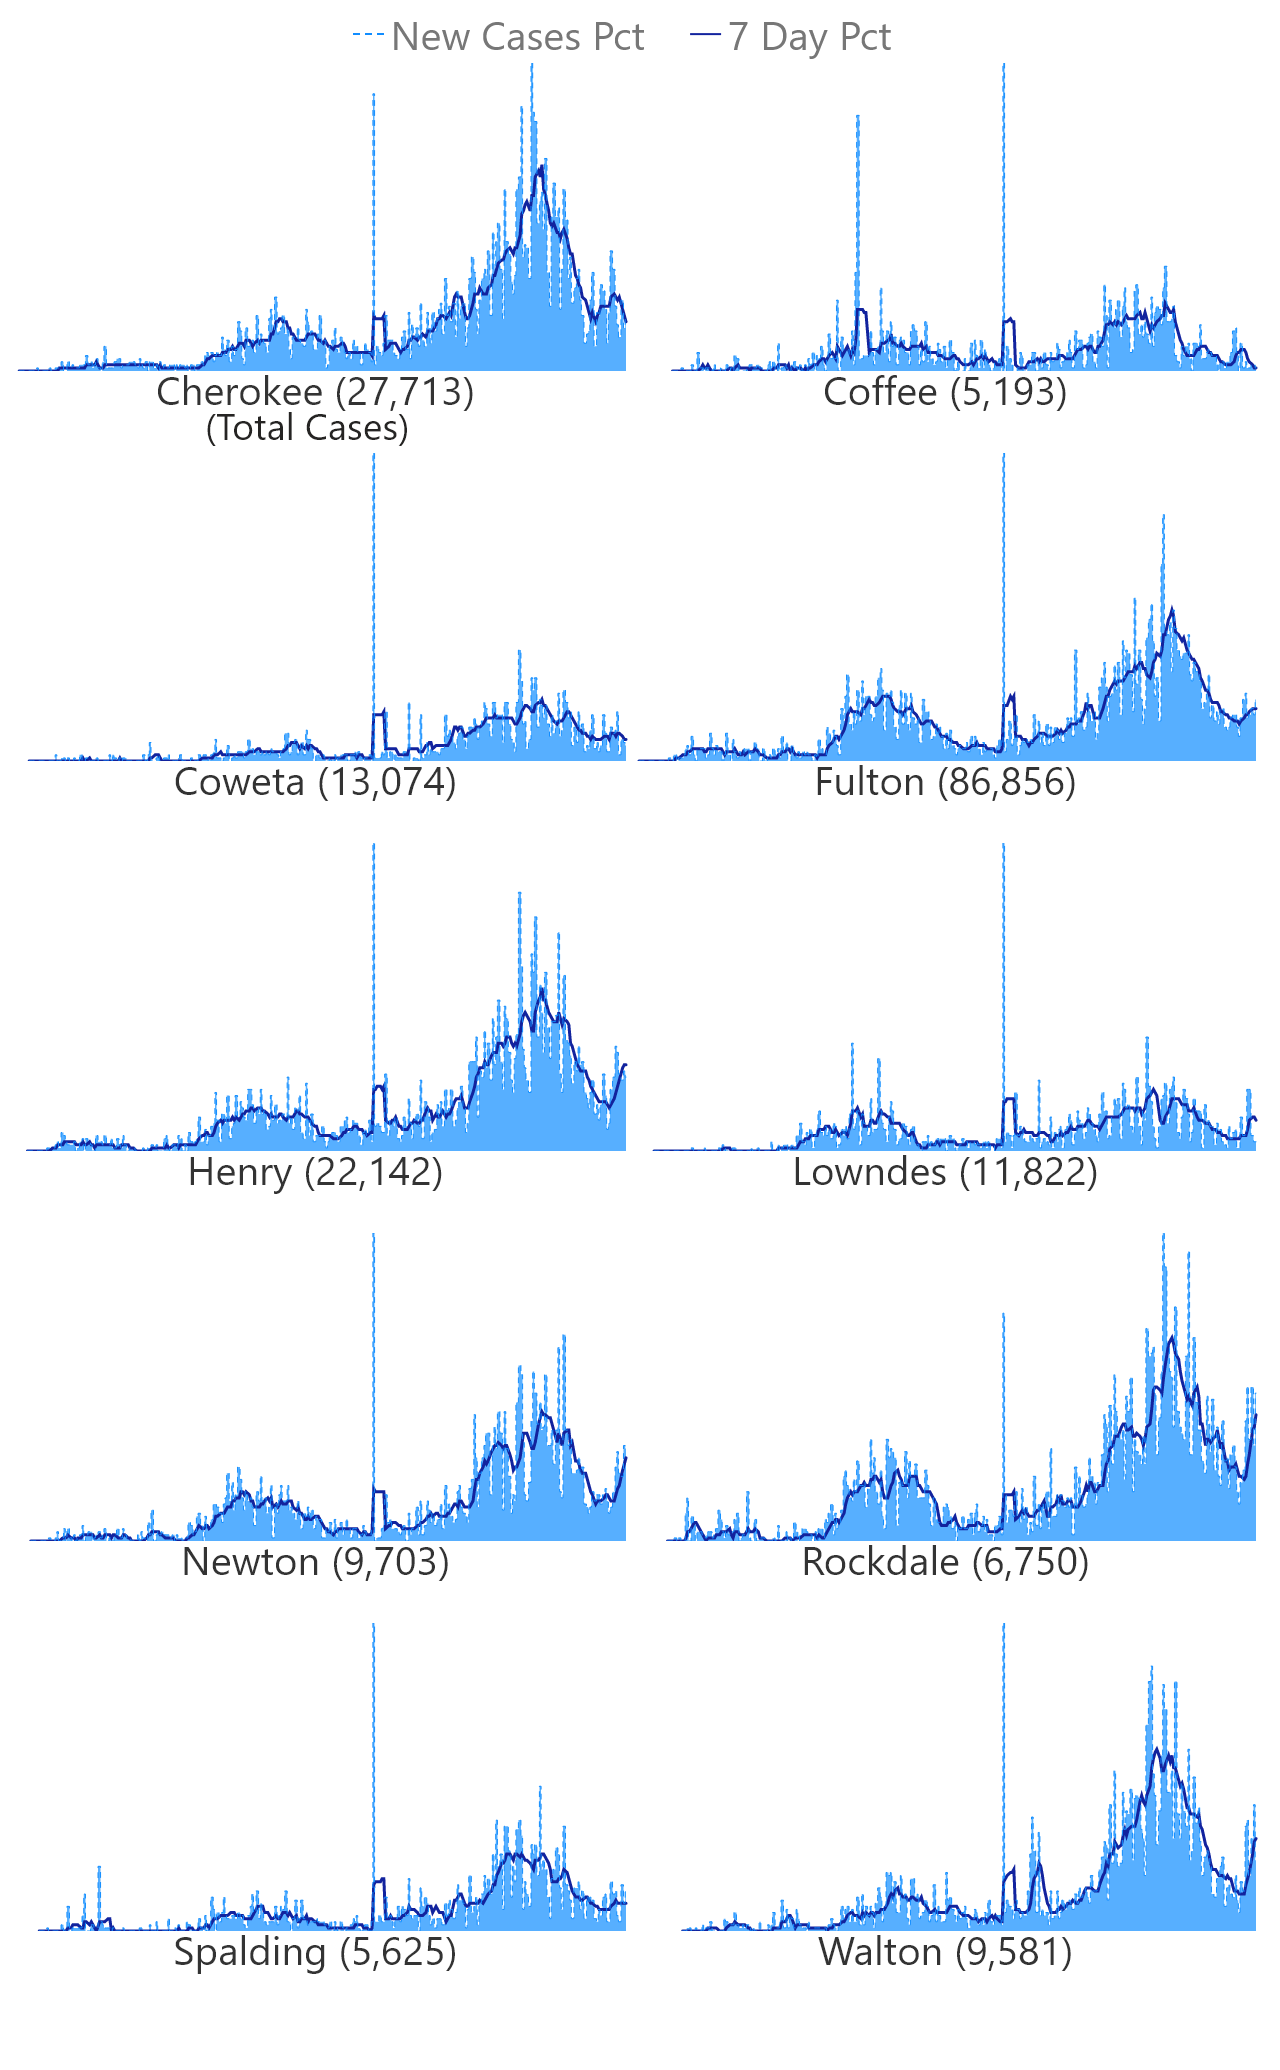 New Cases Pct 7 Day Pct
Cherokee (27,713) Coffee (5,193)
(Total Cases)
Coweta (13,074) Fulton (86,856)
Henry (22,142) Lowndes (11,822)
Newton (9,703) Rockdale (6,750)
Spalding (5,625) Walton (9,581)